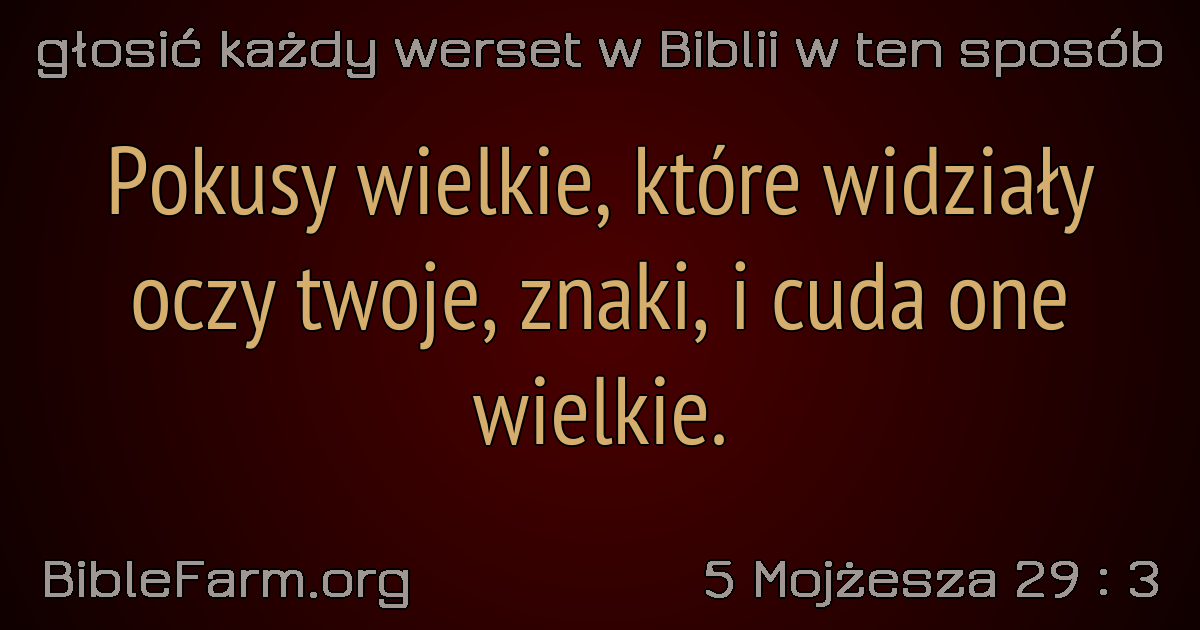 głosić każdy werset w Biblii w ten sposób
Pokusy wielkie, które widziały
oczy twoje, znaki, i cuda one
wielkie.
BibleFarm.org
5 Mojżesza 29 : 3